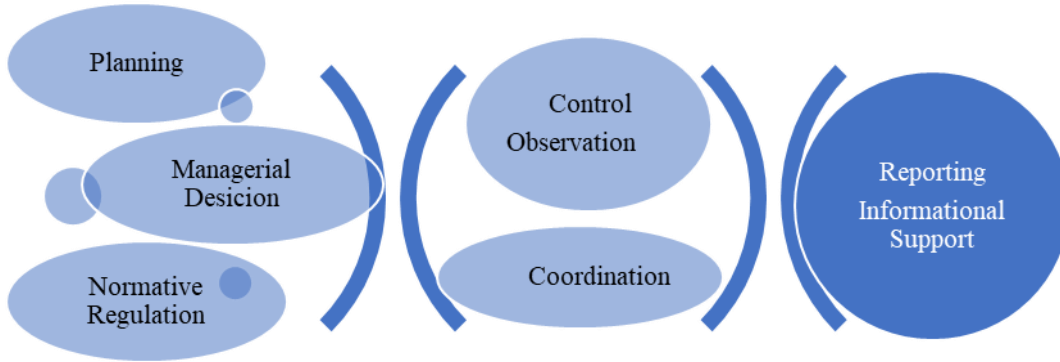 Planning
Managerial
Desicion
Normative
Regulation
Control
Observation
Coordination
Reporting
Informational
Support